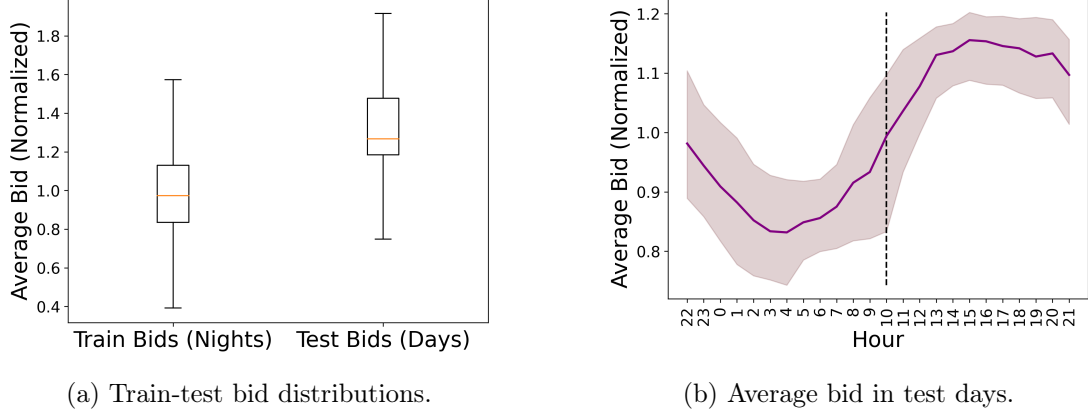 Average Bid (Normalized)
1.8
1.6
1.4
1.2
1.0
0.8
0.6
0.4
Train Bids (Nights)
Test Bids (Days)
(a) Train-test bid distributions.
Average Bid (Normalized)
1.2
1.1
1.0
0.9
0.8
22 23 0 1 2 3 4 5 6 7 8 9 10 11 12 13 14 15 16 17 18 19 20 21
Hour
(b) Average bid in test days.